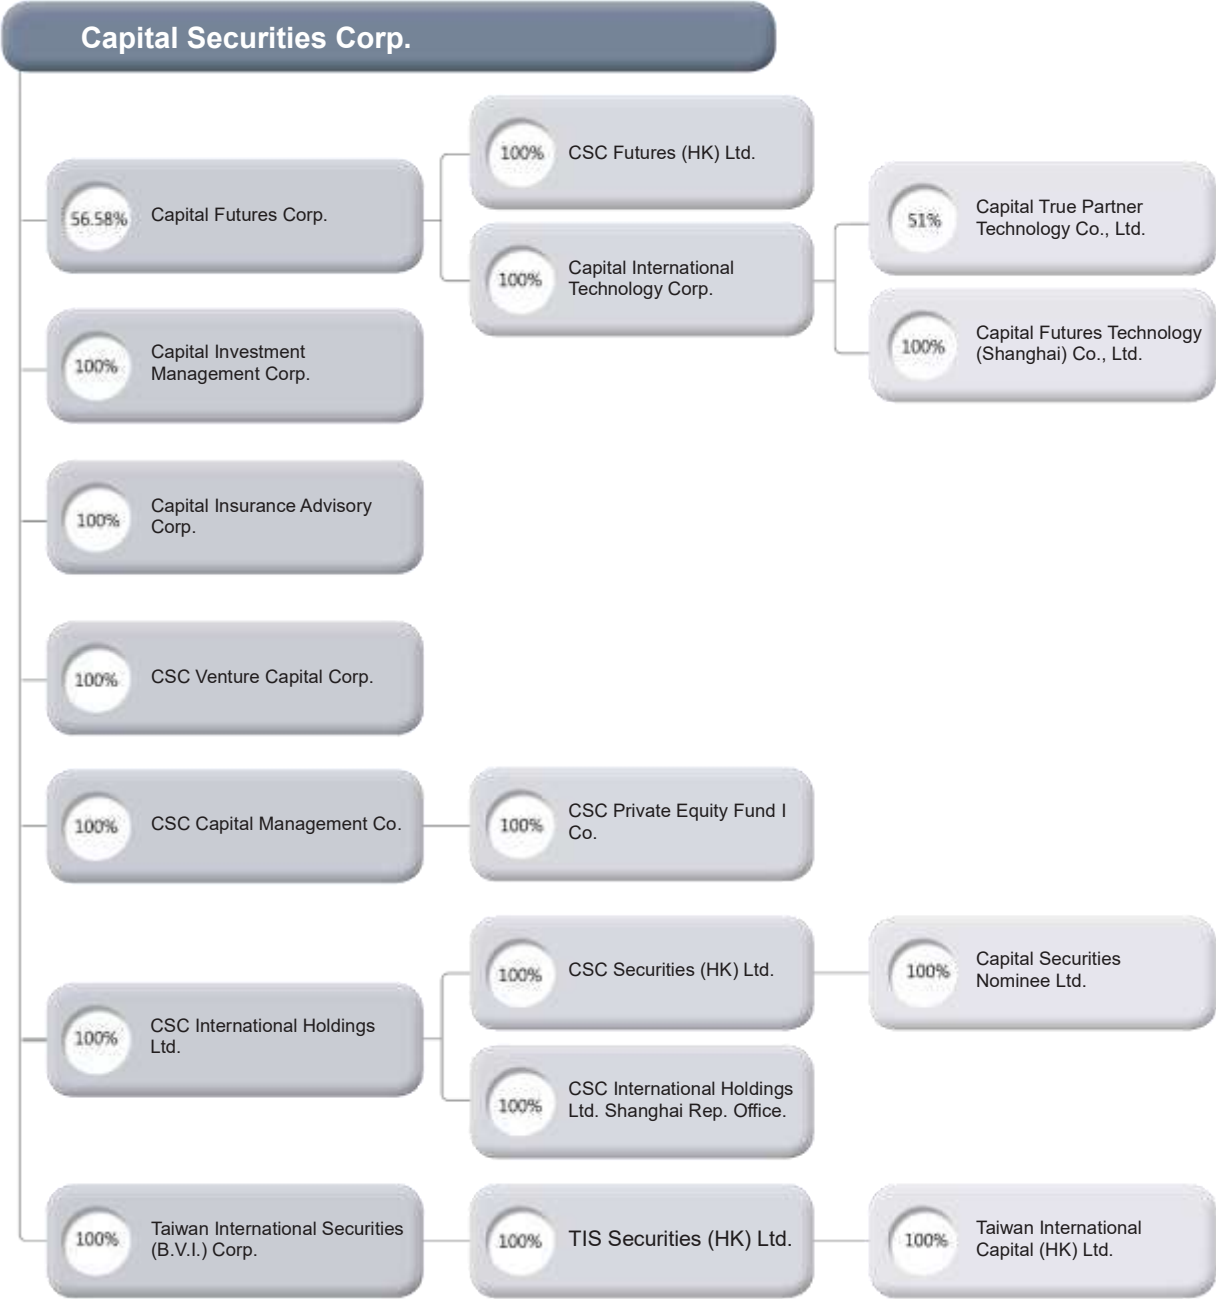 Capital Securities Corp.
56.58%
Capital Futures Corp.
100%
CSC Futures (HK) Ltd.
100%
Capital International
Technology Corp.
51%
Capital True Partner
Technology Co., Ltd.
100%
Capital Futures Technology
(Shanghai) Co., Ltd.
100%
Capital Investment
Management Corp.
100%
Capital Insurance Advisory
Corp.
100%
CSC Venture Capital Corp.
100%
CSC Capital Management Co.
100%
CSC Private Equity Fund I
Co.
100%
CSC International Holdings
Ltd.
100%
CSC Securities (HK) Ltd.
100%
Capital Securities
Nominee Ltd.
100%
CSC International Holdings
Ltd. Shanghai Rep. Office.
100%
Taiwan International Securities
(B.V.I.) Corp.
100%
TIS Securities (HK) Ltd.
100%
Taiwan International
Capital (HK) Ltd.